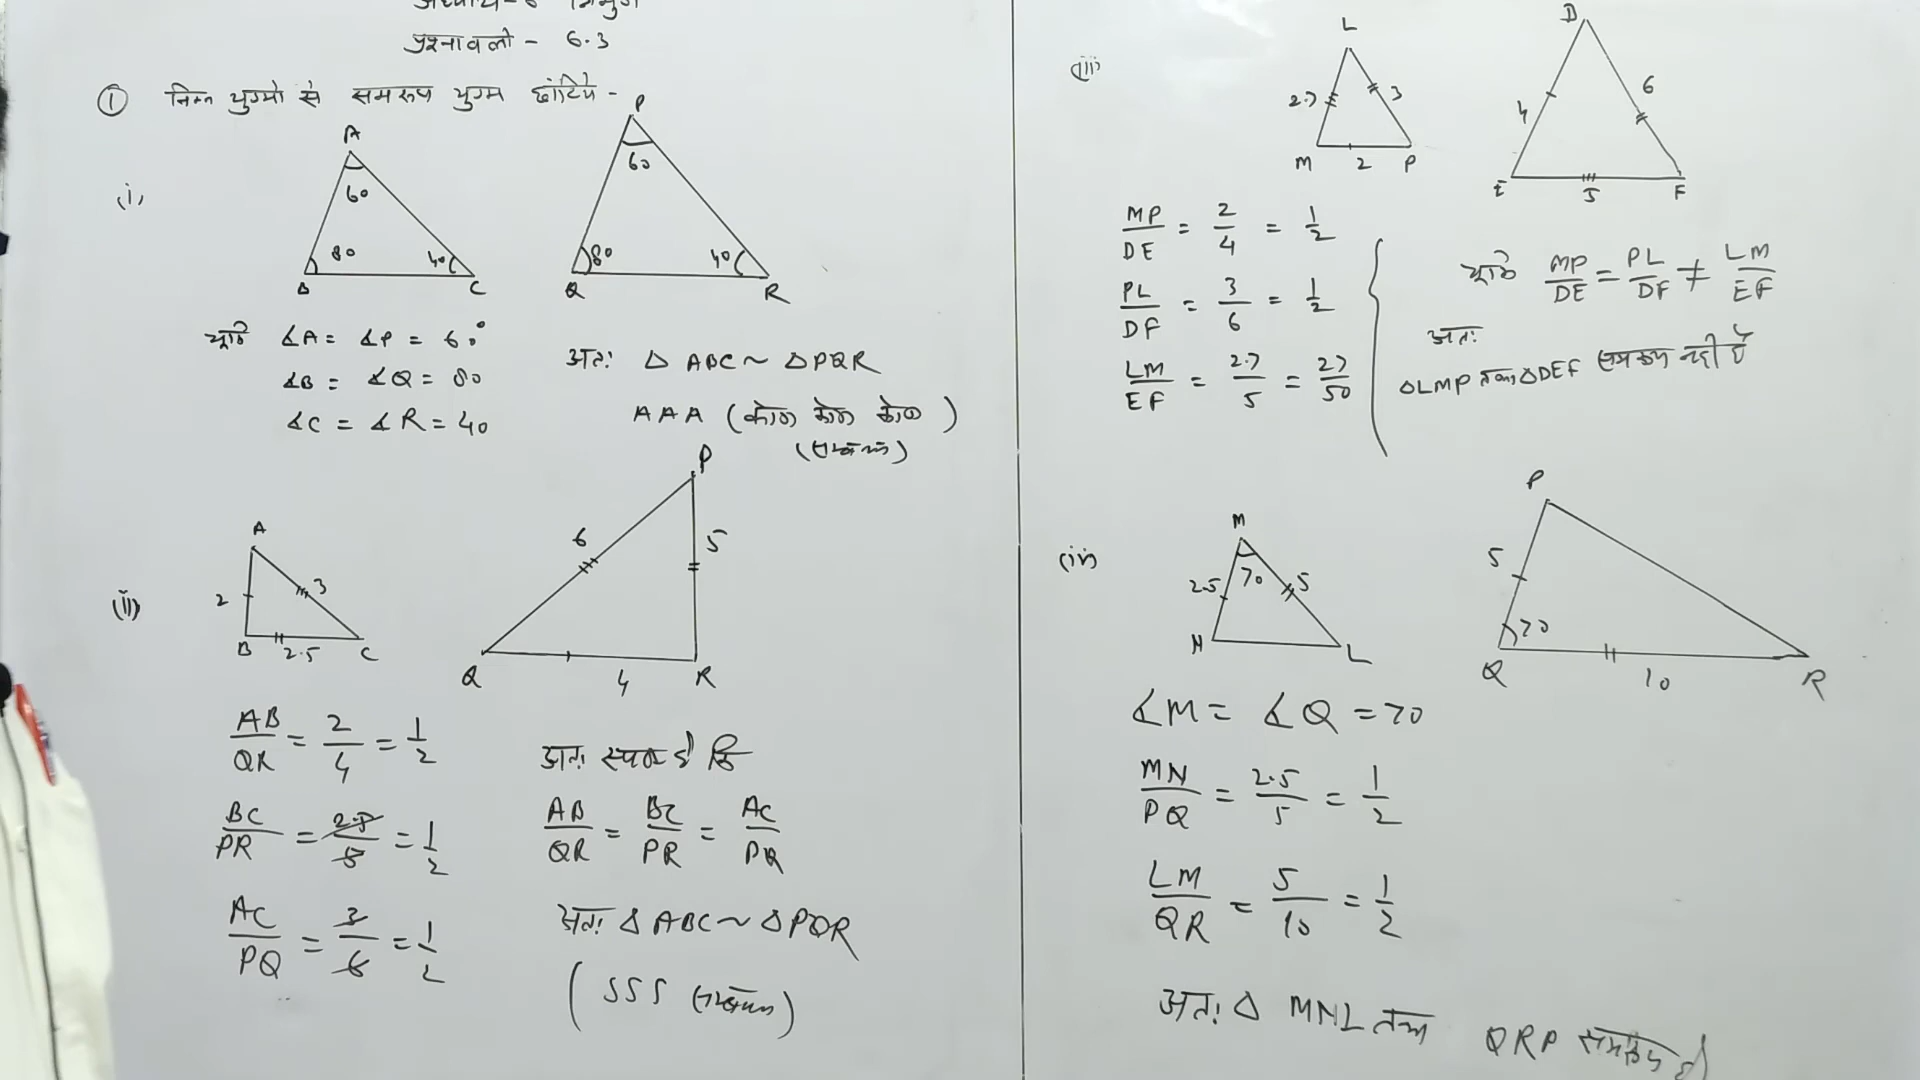 प्रश्नावली - 6.3
① निम्न युग्मो से समरूप युग्म छांटिये -
(i)
A
60
B
80
40
C
P
60
Q
80
40
R
∡A = ∡P = 60°
∡B = ∡Q = 80
∡C = ∡R = 40
अतः △ ABC ~ △PQR
AAA (कोण कोण कोण)
(ii)
A
2
3
B
2.5
C
P
6
5
Q
4
R
AB/QR = 2/4 = 1/2
BC/PR = 2.5/5 = 1/2
AC/PQ = 3/6 = 1/2
अतः स्पष्ट है कि
AB/QR = BC/PR = AC/PQ
अतः △ABC ~ △PQR
(SSS
(iii)
L
2.7
3
M
2
P
D
4
6
E
5
F
MP/DE = 2/4 = 1/2
PL/DF = 3/6 = 1/2
LM/EF = 2.7/5 = 27/50
MP/DE = PL/DF ≠ LM/EF
अतः
△LMP तथा △DEF समरूप नही है
(iv)
M
2.5
70
5
N
L
P
5
70
Q
10
R
∡M = ∡Q = 70
MN/PQ = 2.5/5 = 1/2
LM/QR = 5/10 = 1/2
अतः △ MNL तथा QRP समरूप है